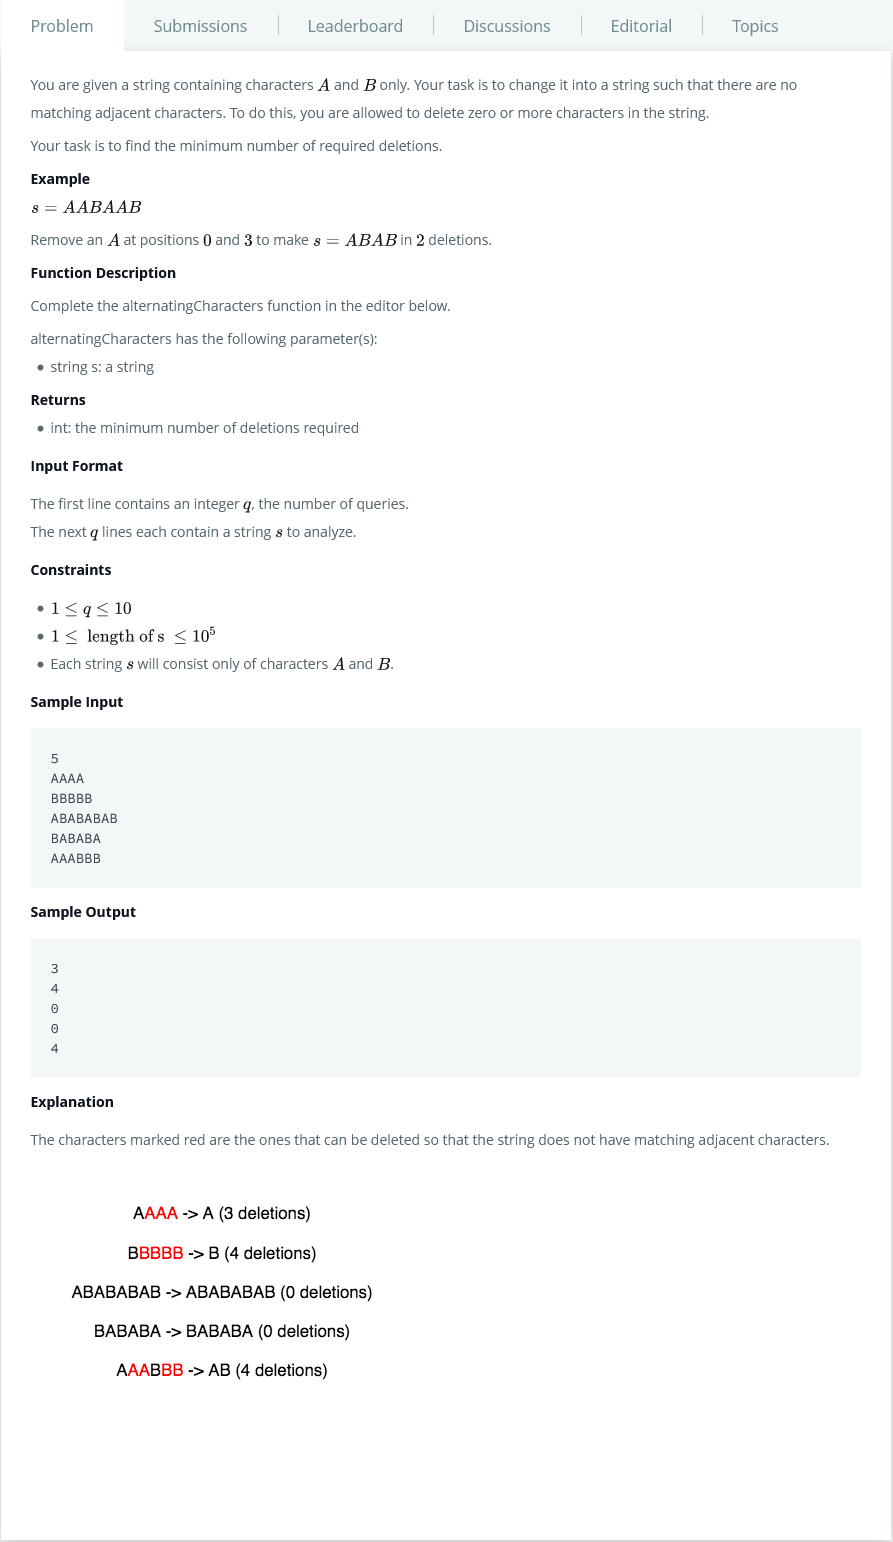 Problem Submissions Leaderboard Discussions Editorial Topics
You are given a string containing characters A and B only. Your task is to change it into a string such that there are no
matching adjacent characters. To do this, you are allowed to delete zero or more characters in the string.
Your task is to find the minimum number of required deletions.
Example
s = AABAAB
Remove an A at positions 0 and 3 to make s = ABAB in 2 deletions.
Function Description
Complete the alternatingCharacters function in the editor below.
alternatingCharacters has the following parameter(s):
• string s: a string
Returns
• int: the minimum number of deletions required
Input Format
The first line contains an integer q, the number of queries.
The next q lines each contain a string s to analyze.
Constraints
• 1 ≤ q ≤ 10
• 1 ≤ length of s ≤ 10⁵
• Each string s will consist only of characters A and B.
Sample Input
5
AAAA
BBBBB
ABABABAB
BABABA
AAABBB
Sample Output
3
4
0
0
4
Explanation
The characters marked red are the ones that can be deleted so that the string does not have matching adjacent characters.
AAAA -> A (3 deletions)
BBBBB -> B (4 deletions)
ABABABAB -> ABABABAB (0 deletions)
BABABA -> BABABA (0 deletions)
AAABBB -> AB (4 deletions)